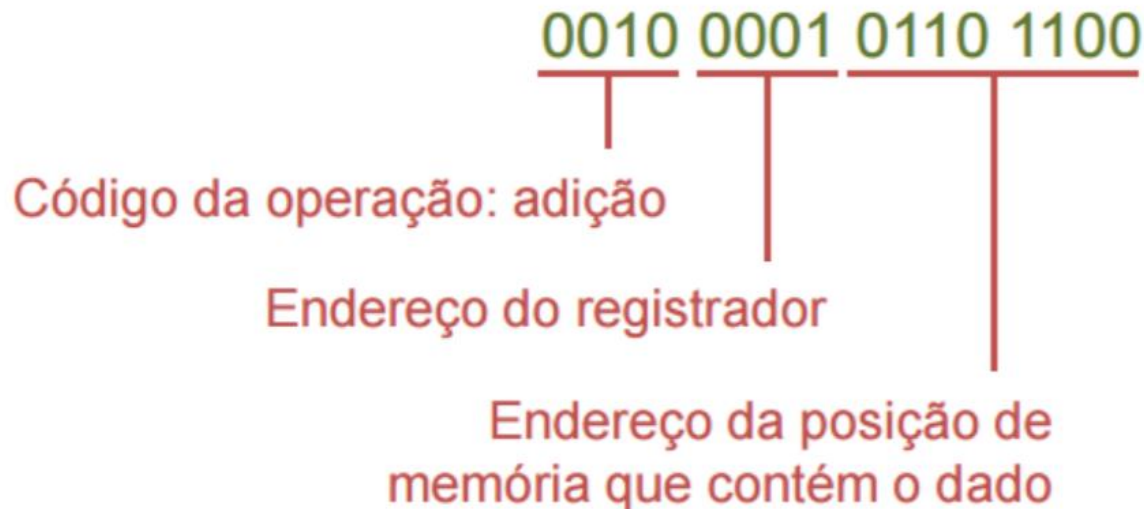 0010 0001 0110 1100
Código da operação: adição
Endereço do registrador
Endereço da posição de
memória que contém o dado